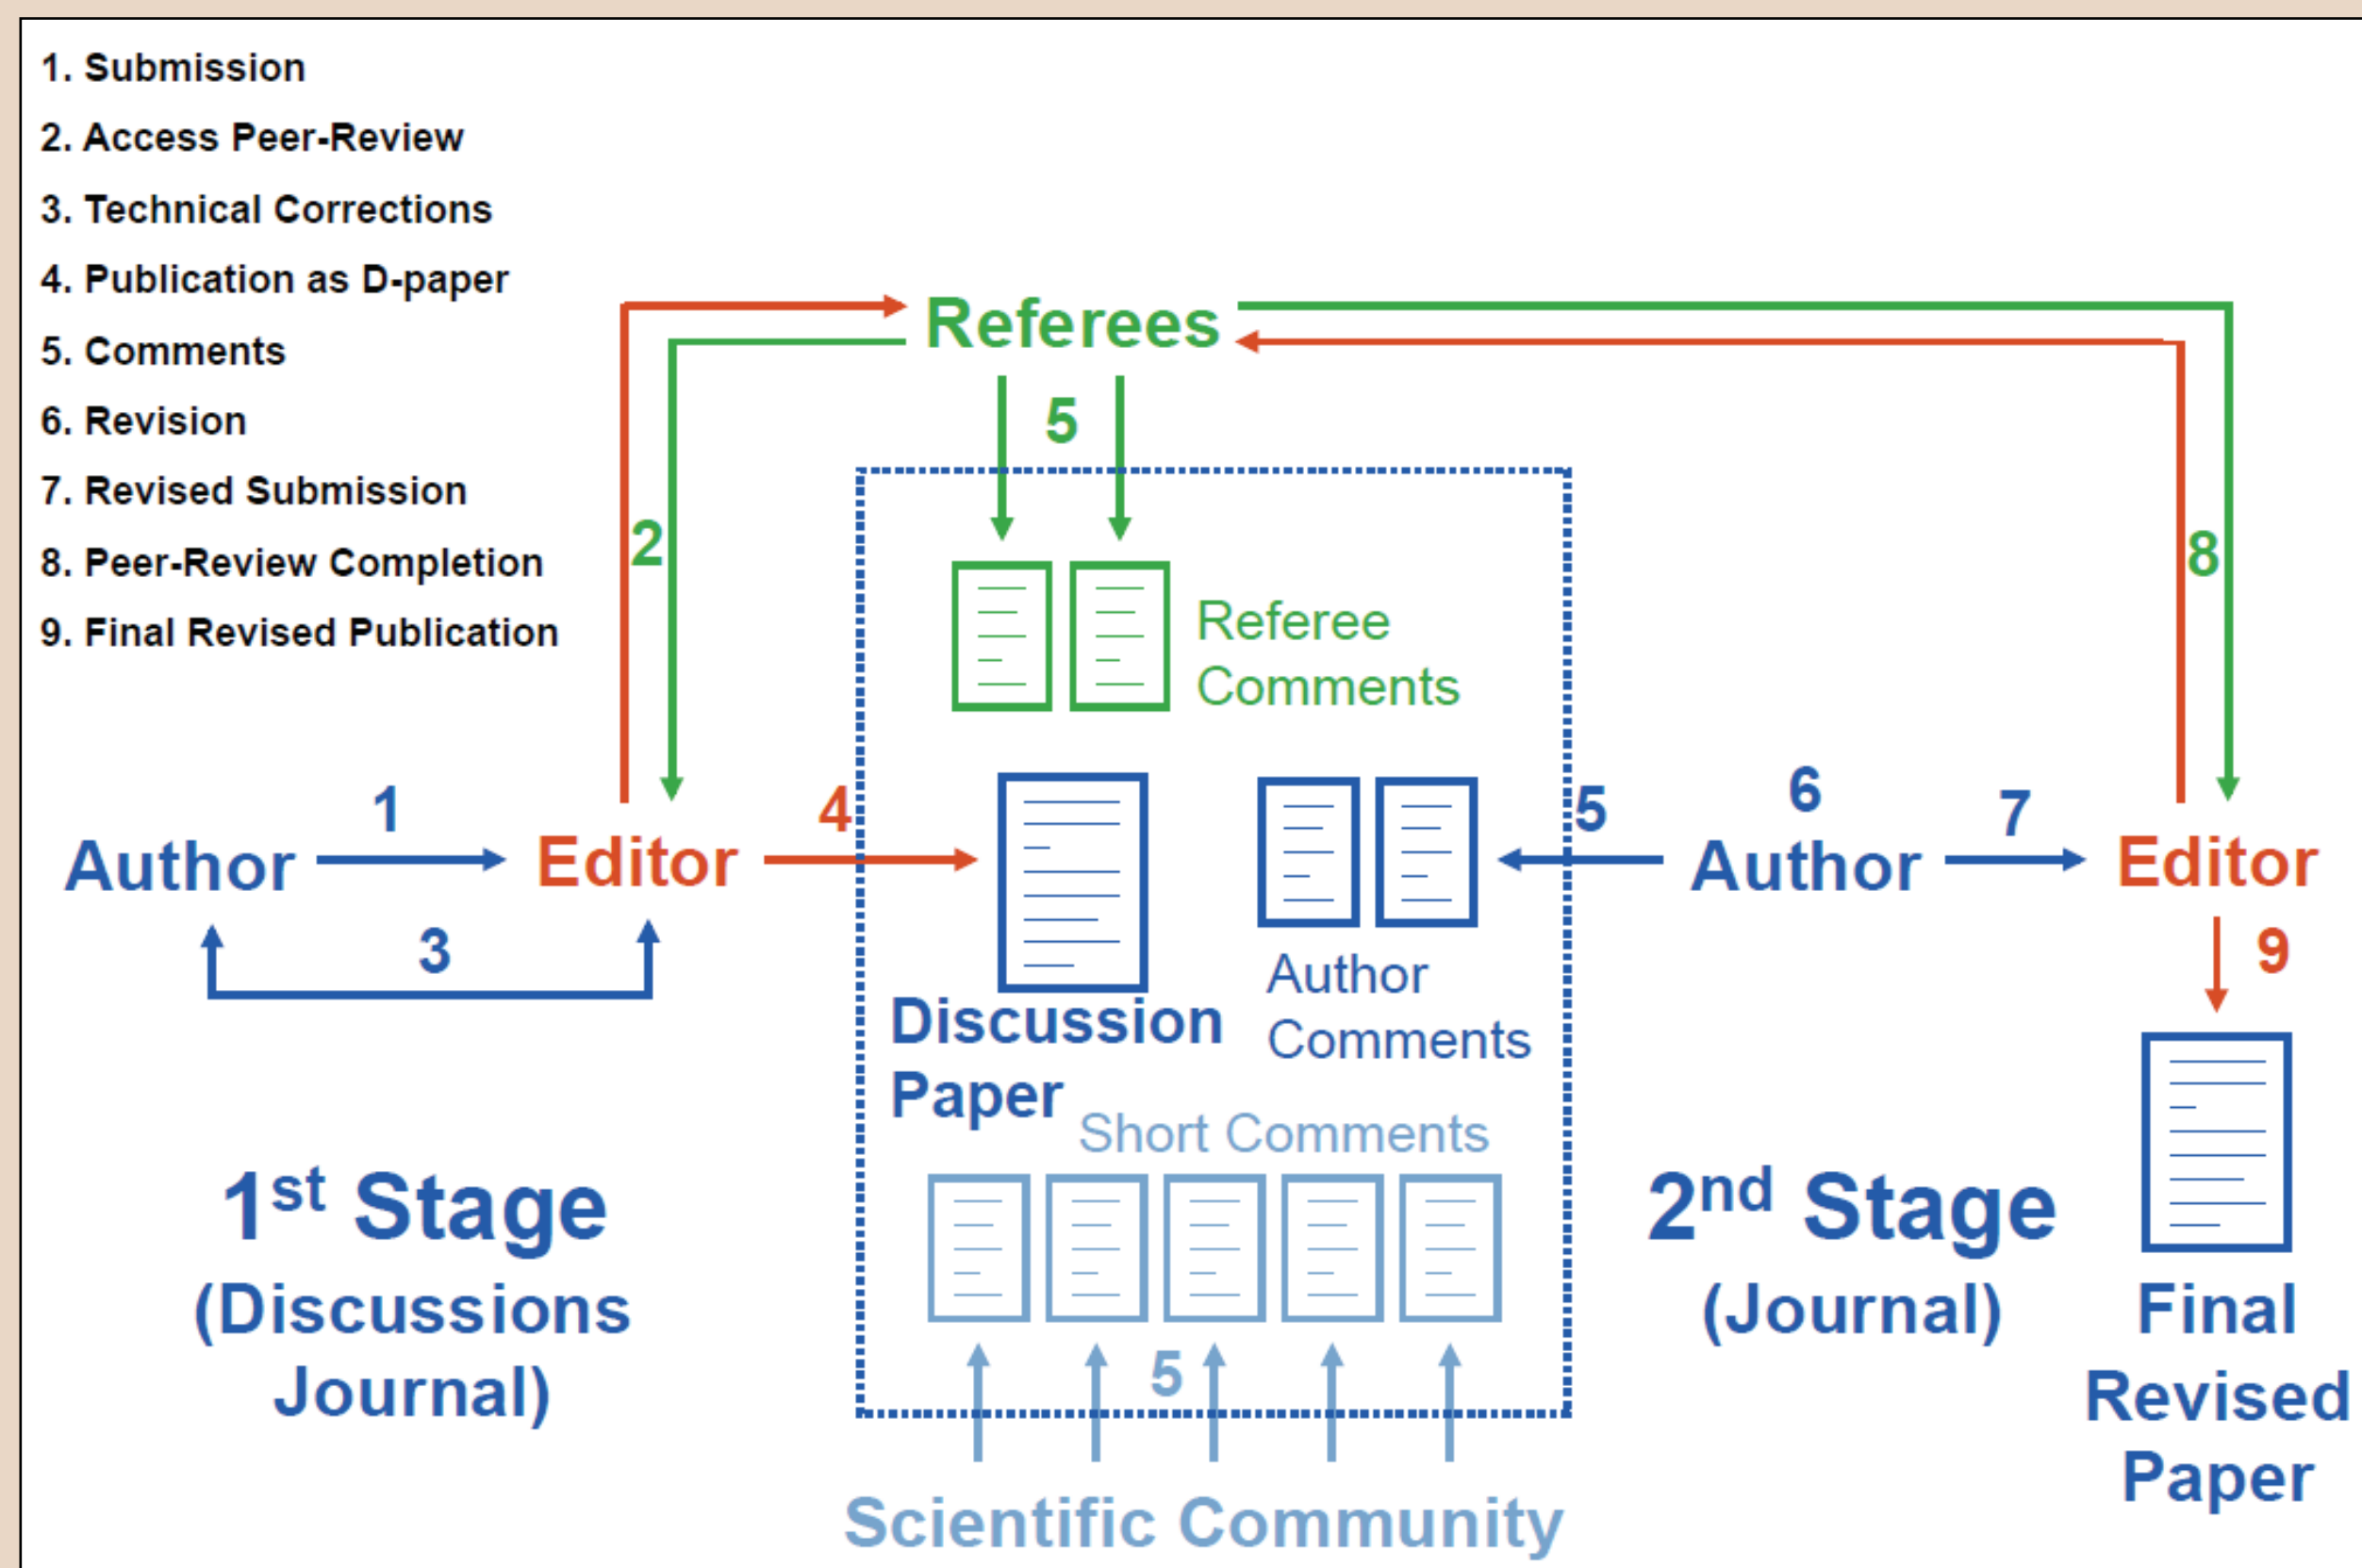 1. Submission
2. Access Peer-Review
3. Technical Corrections
4. Publication as D-paper
5. Comments
6. Revision
7. Revised Submission
8. Peer-Review Completion
9. Final Revised Publication
Referees
5
2
8
Referee
Comments
1
4
5
6
7
Author
Editor
Author
Editor
3
9
Author
Comments
Discussion
Paper
Short Comments
1st Stage
(Discussions
Journal)
2nd Stage
(Journal)
Final
Revised
Paper
5
Scientific Community